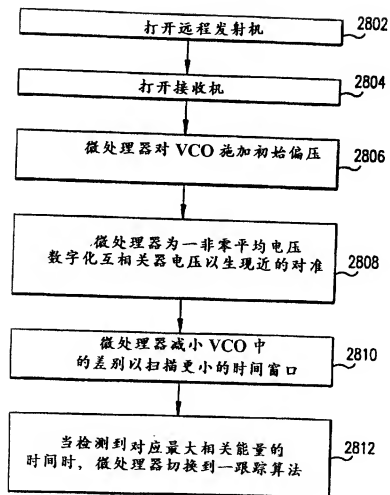 打开远程发射机
2802
打开接收机
2804
微处理器对 VCO 施加初始偏压
2806
微处理器为一非零平均电压
数字化互相关器电压以生现近的对准
2808
微处理器减小 VCO 中
的差别以扫描更小的时间窗口
2810
当检测到对应最大相关能量的
时间时，微处理器切换到一跟踪算法
2812